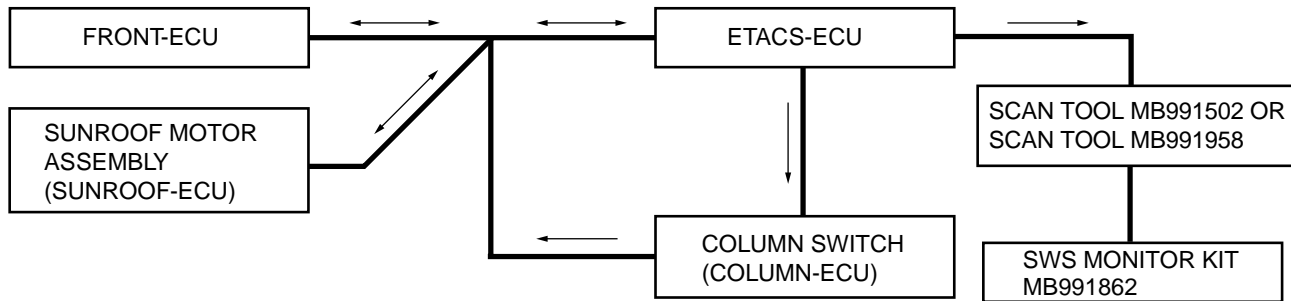 FRONT-ECU
ETACS-ECU
SUNROOF MOTOR
ASSEMBLY
(SUNROOF-ECU)
SCAN TOOL MB991502 OR
SCAN TOOL MB991958
COLUMN SWITCH
(COLUMN-ECU)
SWS MONITOR KIT
MB991862